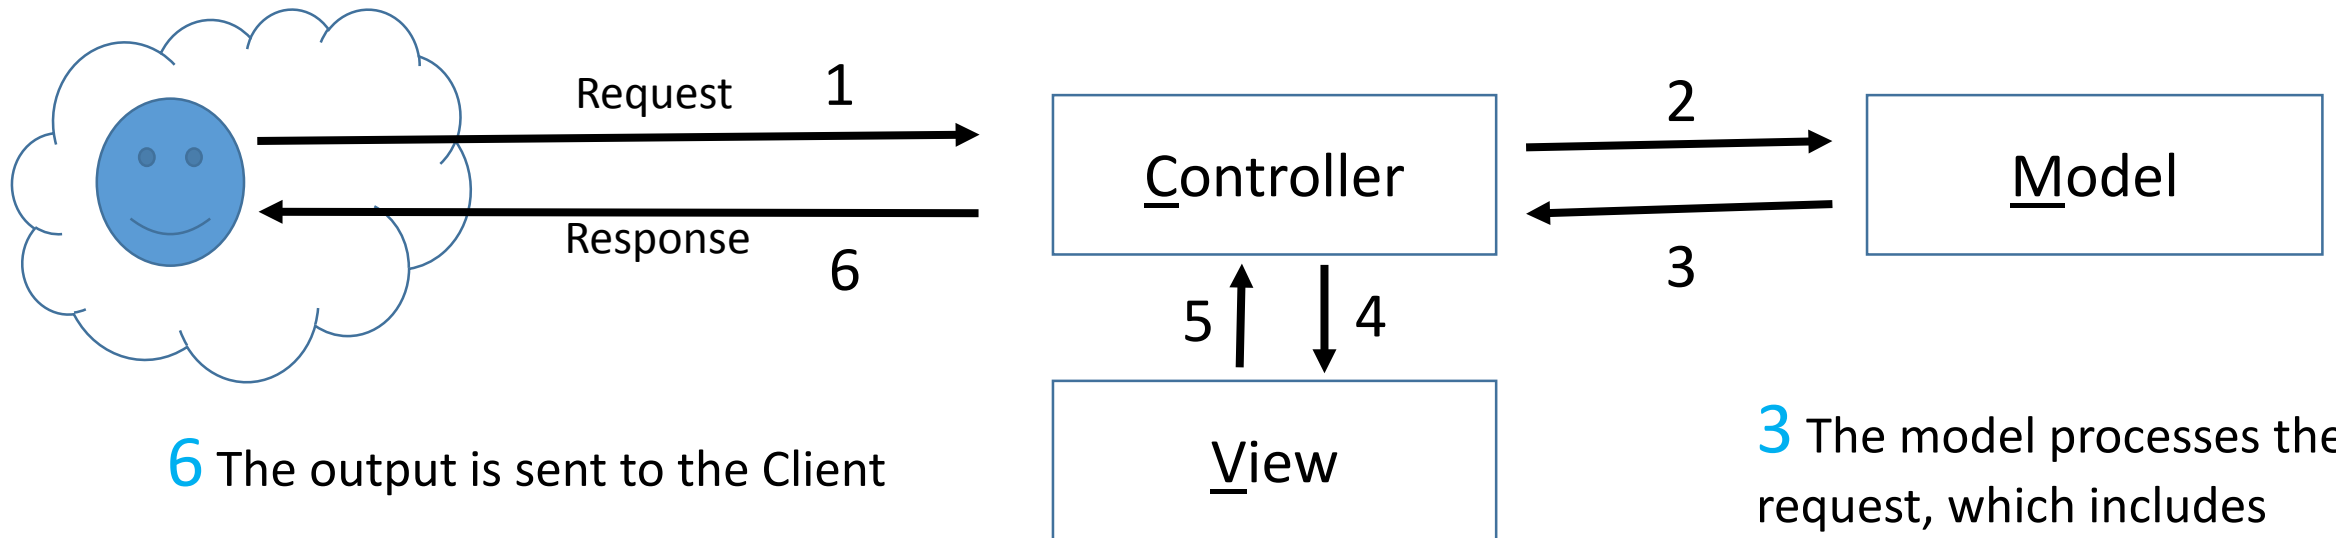 Request 1
2
Controller
Model
Response
6
3
5
4
View
6 The output is sent to the Client
3 The model processes the
request, which includes